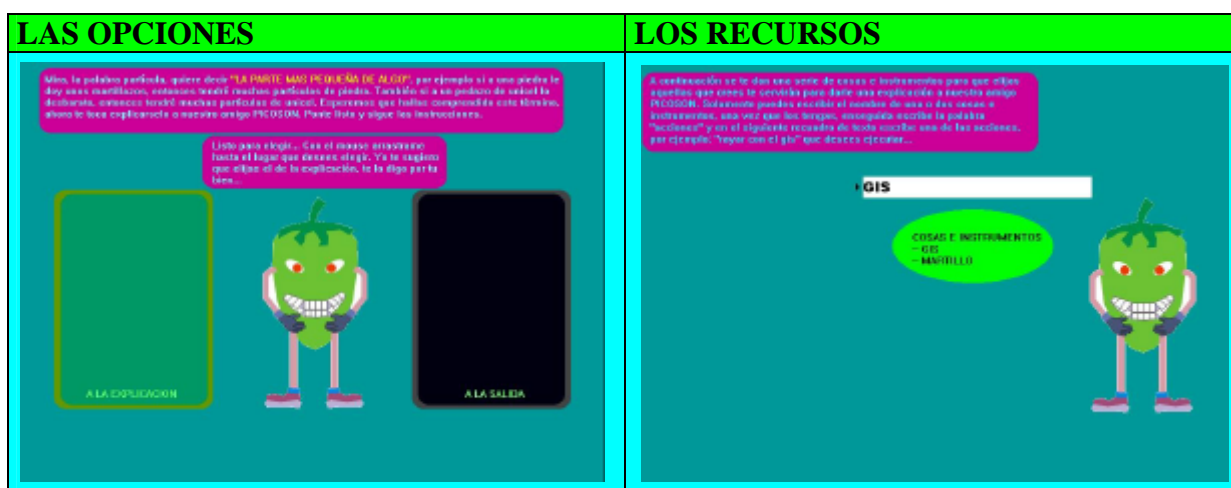 LAS OPCIONES
LOS RECURSOS
Mira, la palabra partícula, quiere decir "LA PARTE MAS PEQUEÑA DE ALGO", por ejemplo si a una piedra le
doy unos martillazos, entonces tendré muchas partículas de piedra. También si a un pedazo de unicel lo
desbarato, entonces tendré muchas partículas de unicel. Esperamos que hallas comprendido este término,
ahora te toca explicarselo a nuestro amigo PICOSON. Ponte lista y sigue las instrucciones.
Listo para elegir... Con el mouse arrastrame
hasta el lugar que desees elegir. Yo te sugiero
que elijas el de la explicación, te lo digo por tu
bien...
A LA EXPLICACION
A LA SALIDA
A continuación se te dan una serie de cosas e instrumentos para que elijas
aquellas que crees te servirán para darle una explicación a nuestro amigo
PICOSON. Solamente puedes escribir el nombre de una o dos cosas e
instrumentos, una vez que los tengas, enseguida escribe la palabra
"acciones" y en el siguiente recuadro de texto escribe una de las acciones,
por ejemplo; "rayar con el gis" que desees ejecutar...
GIS
COSAS E INSTRUMENTOS
- GIS
- MARTILLO